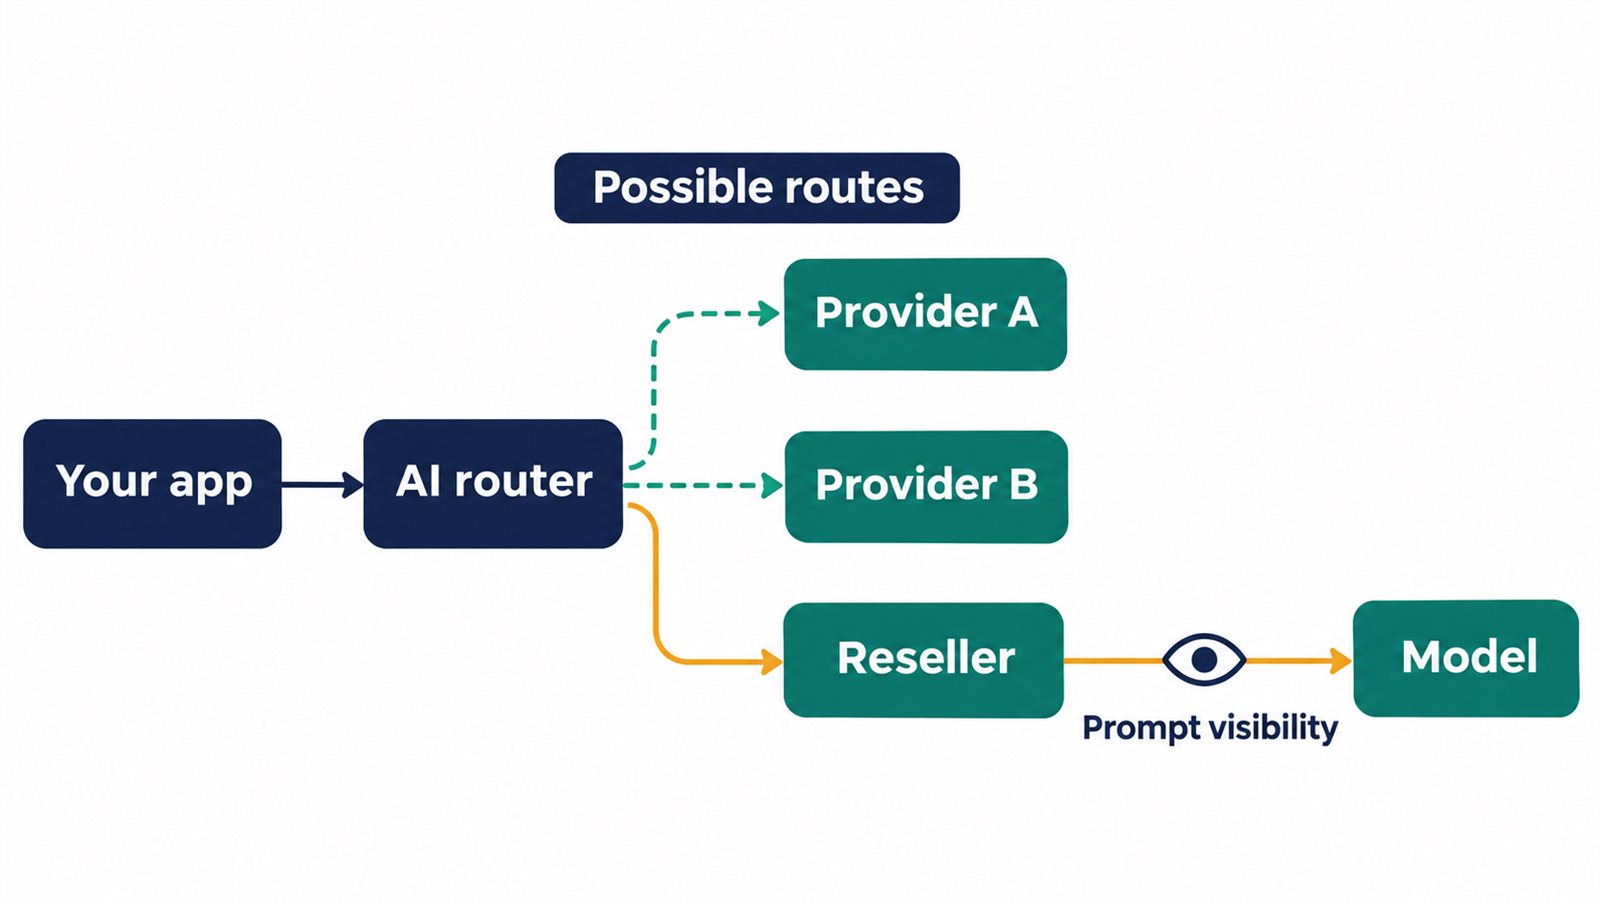 Possible routes
Provider A
Your app
AI router
Provider B
Reseller
Model
Prompt visibility